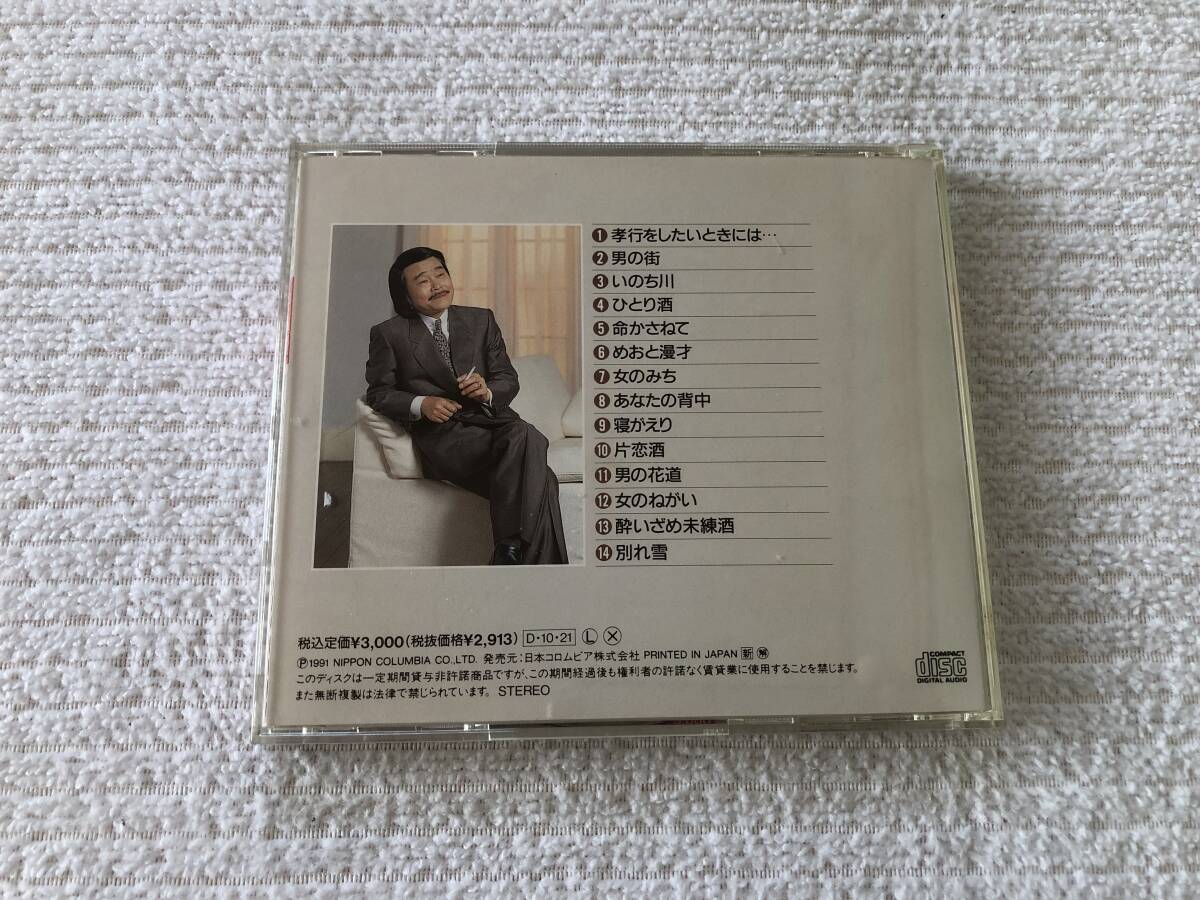 ❶ 孝行をしたいときには…
❷ 男の街
❸ いのち川
❹ ひとり酒
❺ 命かさねて
❻ めおと漫才
❼ 女のみち
❽ あなたの背中
❾ 寝がえり
❿ 片恋酒
⓫ 男の花道
⓬ 女のねがい
⓭ 酔いざめ未練酒
⓮ 別れ雪
税込定価¥3,000(税抜価格¥2,913) D・10・21 Ⓛ Ⓧ
Ⓟ1991 NIPPON COLUMBIA CO.,LTD. 発売元:日本コロムビア株式会社 PRINTED IN JAPAN 新
このディスクは一定期間貸与非許諾商品ですが、この期間経過後も権利者の許諾なく賃貸業に使用することを禁じます。
また無断複製は法律で禁じられています。 STEREO
COMPACT
disc
DIGITAL AUDIO